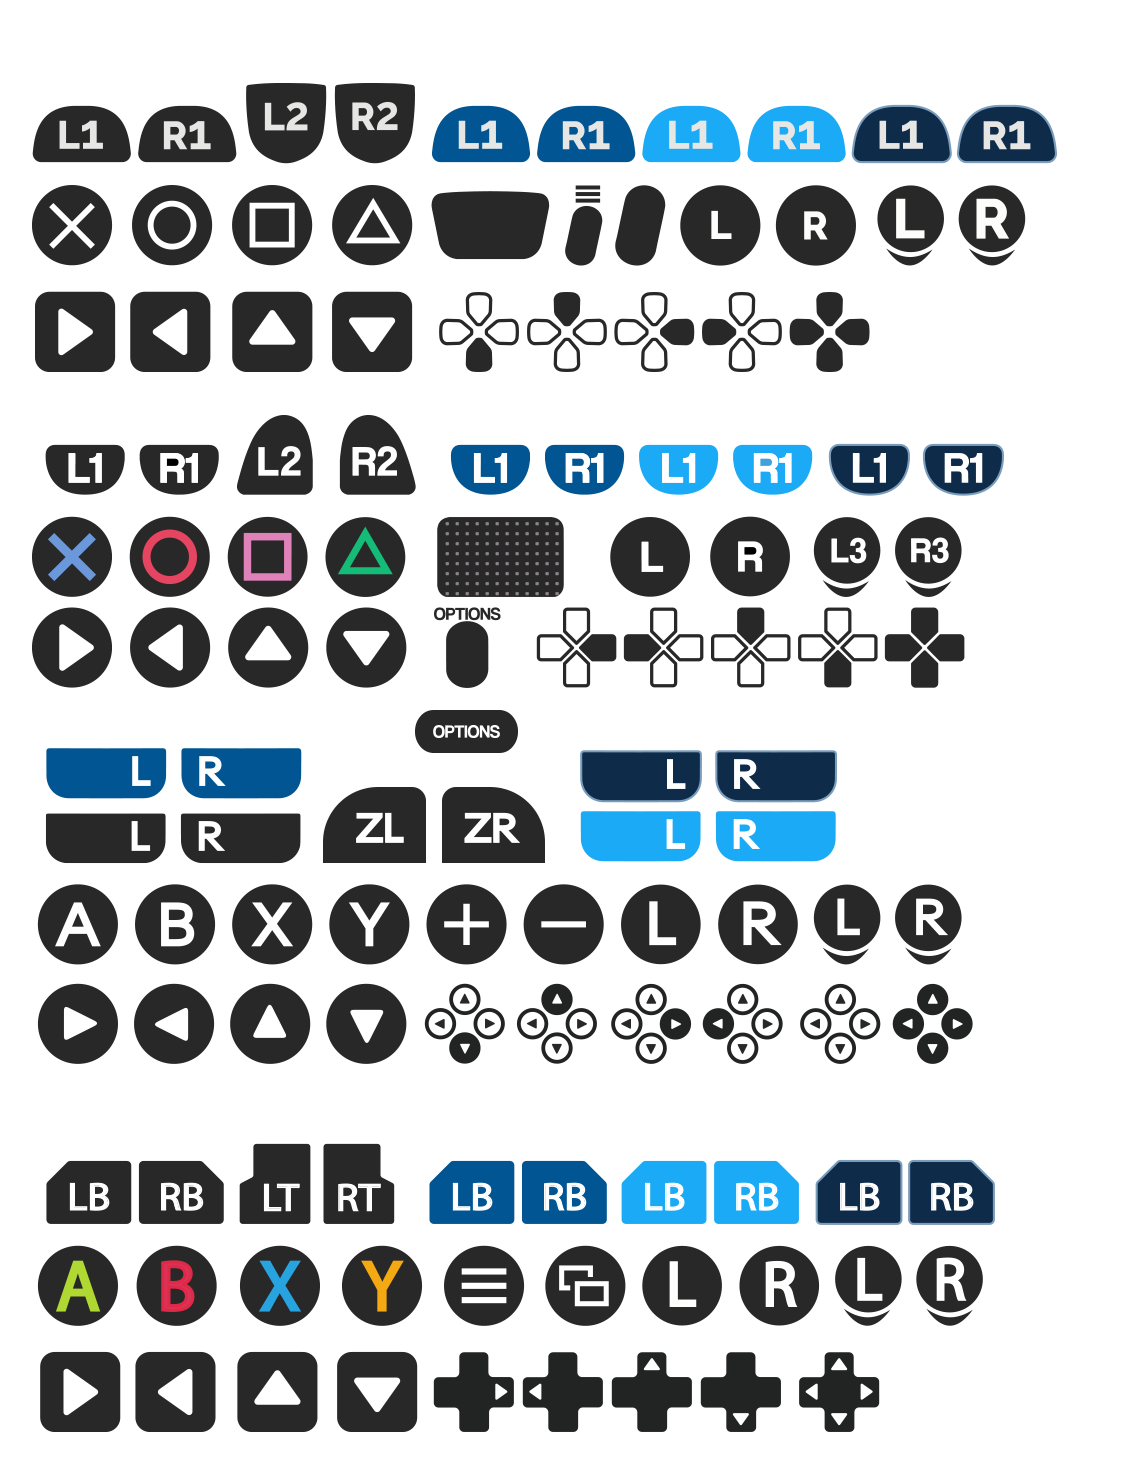 L1 R1 L2 R2 L1 R1 L1 R1 L1 R1
L R L R
L1 R1 L2 R2 L1 R1 L1 R1 L1 R1
L R L3 R3
OPTIONS
OPTIONS
L R L R
L R ZL ZR L R
A B X Y L R L R
LB RB LT RT LB RB LB RB LB RB
A B X Y L R L R